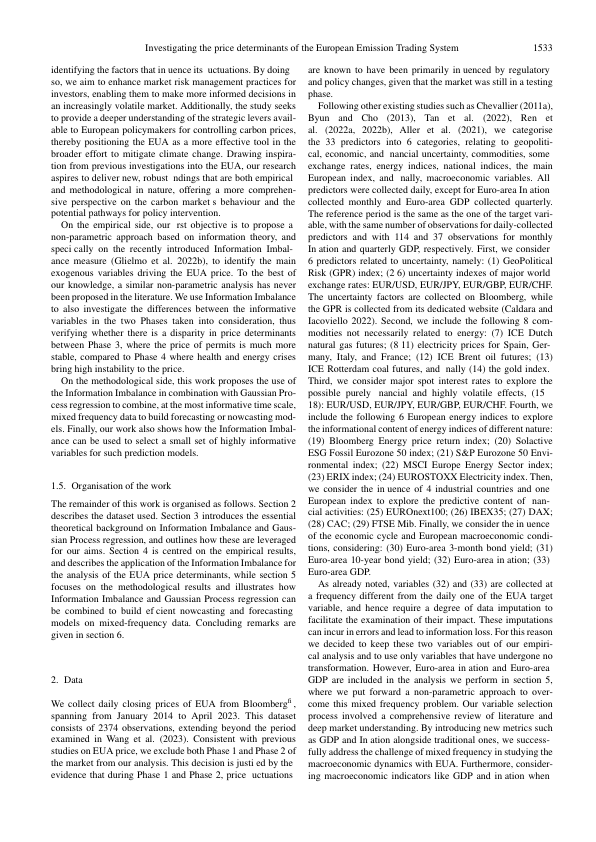 Investigating the price determinants of the European Emission Trading System
1533
identifying the factors that in uence its uctuations. By doing
so, we aim to enhance market risk management practices for
investors, enabling them to make more informed decisions in
an increasingly volatile market. Additionally, the study seeks
to provide a deeper understanding of the strategic levers avail-
able to European policymakers for controlling carbon prices,
thereby positioning the EUA as a more effective tool in the
broader effort to mitigate climate change. Drawing inspira-
tion from previous investigations into the EUA, our research
aspires to deliver new, robust ndings that are both empirical
and methodological in nature, offering a more comprehen-
sive perspective on the carbon market s behaviour and the
potential pathways for policy intervention.
On the empirical side, our rst objective is to propose a
non-parametric approach based on information theory, and
speci cally on the recently introduced Information Imbal-
ance measure (Glielmo et al. 2022b), to identify the main
exogenous variables driving the EUA price. To the best of
our knowledge, a similar non-parametric analysis has never
been proposed in the literature. We use Information Imbalance
to also investigate the differences between the informative
variables in the two Phases taken into consideration, thus
verifying whether there is a disparity in price determinants
between Phase 3, where the price of permits is much more
stable, compared to Phase 4 where health and energy crises
bring high instability to the price.
On the methodological side, this work proposes the use of
the Information Imbalance in combination with Gaussian Pro-
cess regression to combine, at the most informative time scale,
mixed frequency data to build forecasting or nowcasting mod-
els. Finally, our work also shows how the Information Imbal-
ance can be used to select a small set of highly informative
variables for such prediction models.
1.5. Organisation of the work
The remainder of this work is organised as follows. Section 2
describes the dataset used. Section 3 introduces the essential
theoretical background on Information Imbalance and Gaus-
sian Process regression, and outlines how these are leveraged
for our aims. Section 4 is centred on the empirical results,
and describes the application of the Information Imbalance for
the analysis of the EUA price determinants, while section 5
focuses on the methodological results and illustrates how
Information Imbalance and Gaussian Process regression can
be combined to build ef cient nowcasting and forecasting
models on mixed-frequency data. Concluding remarks are
given in section 6.
2. Data
We collect daily closing prices of EUA from Bloomberg6 ,
spanning from January 2014 to April 2023. This dataset
consists of 2374 observations, extending beyond the period
examined in Wang et al. (2023). Consistent with previous
studies on EUA price, we exclude both Phase 1 and Phase 2 of
the market from our analysis. This decision is justi ed by the
evidence that during Phase 1 and Phase 2, price uctuations
are known to have been primarily in uenced by regulatory
and policy changes, given that the market was still in a testing
phase.
Following other existing studies such as Chevallier (2011a),
Byun and Cho (2013), Tan et al. (2022), Ren et
al. (2022a, 2022b), Aller et al. (2021), we categorise
the 33 predictors into 6 categories, relating to geopoliti-
cal, economic, and nancial uncertainty, commodities, some
exchange rates, energy indices, national indices, the main
European index, and nally, macroeconomic variables. All
predictors were collected daily, except for Euro-area In ation
collected monthly and Euro-area GDP collected quarterly.
The reference period is the same as the one of the target vari-
able, with the same number of observations for daily-collected
predictors and with 114 and 37 observations for monthly
In ation and quarterly GDP, respectively. First, we consider
6 predictors related to uncertainty, namely: (1) GeoPolitical
Risk (GPR) index; (2 6) uncertainty indexes of major world
exchange rates: EUR/USD, EUR/JPY, EUR/GBP, EUR/CHF.
The uncertainty factors are collected on Bloomberg, while
the GPR is collected from its dedicated website (Caldara and
Iacoviello 2022). Second, we include the following 8 com-
modities not necessarily related to energy: (7) ICE Dutch
natural gas futures; (8 11) electricity prices for Spain, Ger-
many, Italy, and France; (12) ICE Brent oil futures; (13)
ICE Rotterdam coal futures, and nally (14) the gold index.
Third, we consider major spot interest rates to explore the
possible purely nancial and highly volatile effects, (15
18): EUR/USD, EUR/JPY, EUR/GBP, EUR/CHF. Fourth, we
include the following 6 European energy indices to explore
the informational content of energy indices of different nature:
(19) Bloomberg Energy price return index; (20) Solactive
ESG Fossil Eurozone 50 index; (21) S&P Eurozone 50 Envi-
ronmental index; (22) MSCI Europe Energy Sector index;
(23) ERIX index; (24) EUROSTOXX Electricity index. Then,
we consider the in uence of 4 industrial countries and one
European index to explore the predictive content of nan-
cial activities: (25) EURONext100; (26) IBEX35; (27) DAX;
(28) CAC; (29) FTSE Mib. Finally, we consider the in uence
of the economic cycle and European macroeconomic condi-
tions, considering: (30) Euro-area 3-month bond yield; (31)
Euro-area 10-year bond yield; (32) Euro-area in ation; (33)
Euro-area GDP.
As already noted, variables (32) and (33) are collected at
a frequency different from the daily one of the EUA target
variable, and hence require a degree of data imputation to
facilitate the examination of their impact. These imputations
can incur in errors and lead to information loss. For this reason
we decided to keep these two variables out of our empiri-
cal analysis and to use only variables that have undergone no
transformation. However, Euro-area in ation and Euro-area
GDP are included in the analysis we perform in section 5,
where we put forward a non-parametric approach to over-
come this mixed frequency problem. Our variable selection
process involved a comprehensive review of literature and
deep market understanding. By introducing new metrics such
as GDP and In ation alongside traditional ones, we success-
fully address the challenge of mixed frequency in studying the
macroeconomic dynamics with EUA. Furthermore, consider-
ing macroeconomic indicators like GDP and in ation when